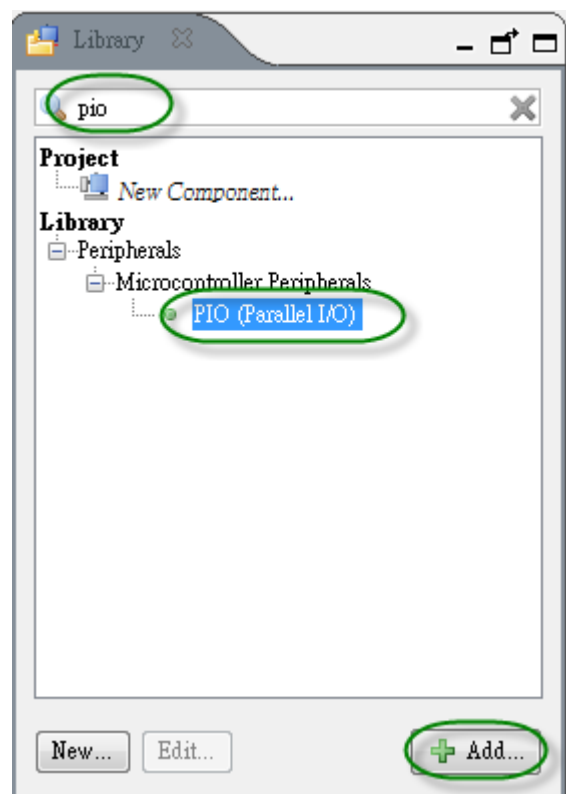 Library
pio
Project
New Component...
Library
Peripherals
Microcontroller Peripherals
PIO (Parallel I/O)
New... Edit... Add...